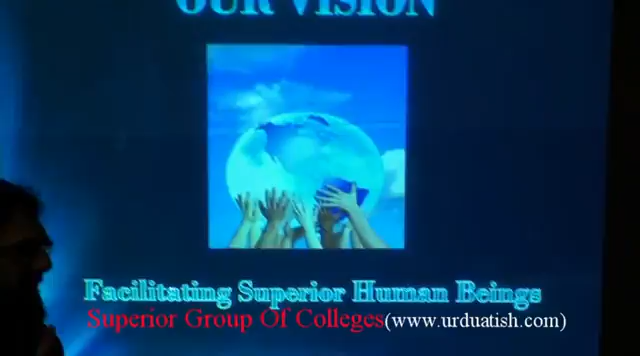 OUR VISION
Facilitating Superior Human Beings
Superior Group Of Colleges(www.urduatish.com)